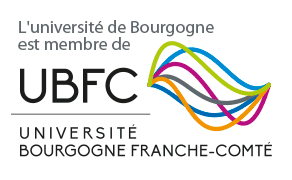 L'université de Bourgogne
est membre de
UBFC
UNIVERSITÉ
BOURGOGNE FRANCHE-COMTÉ